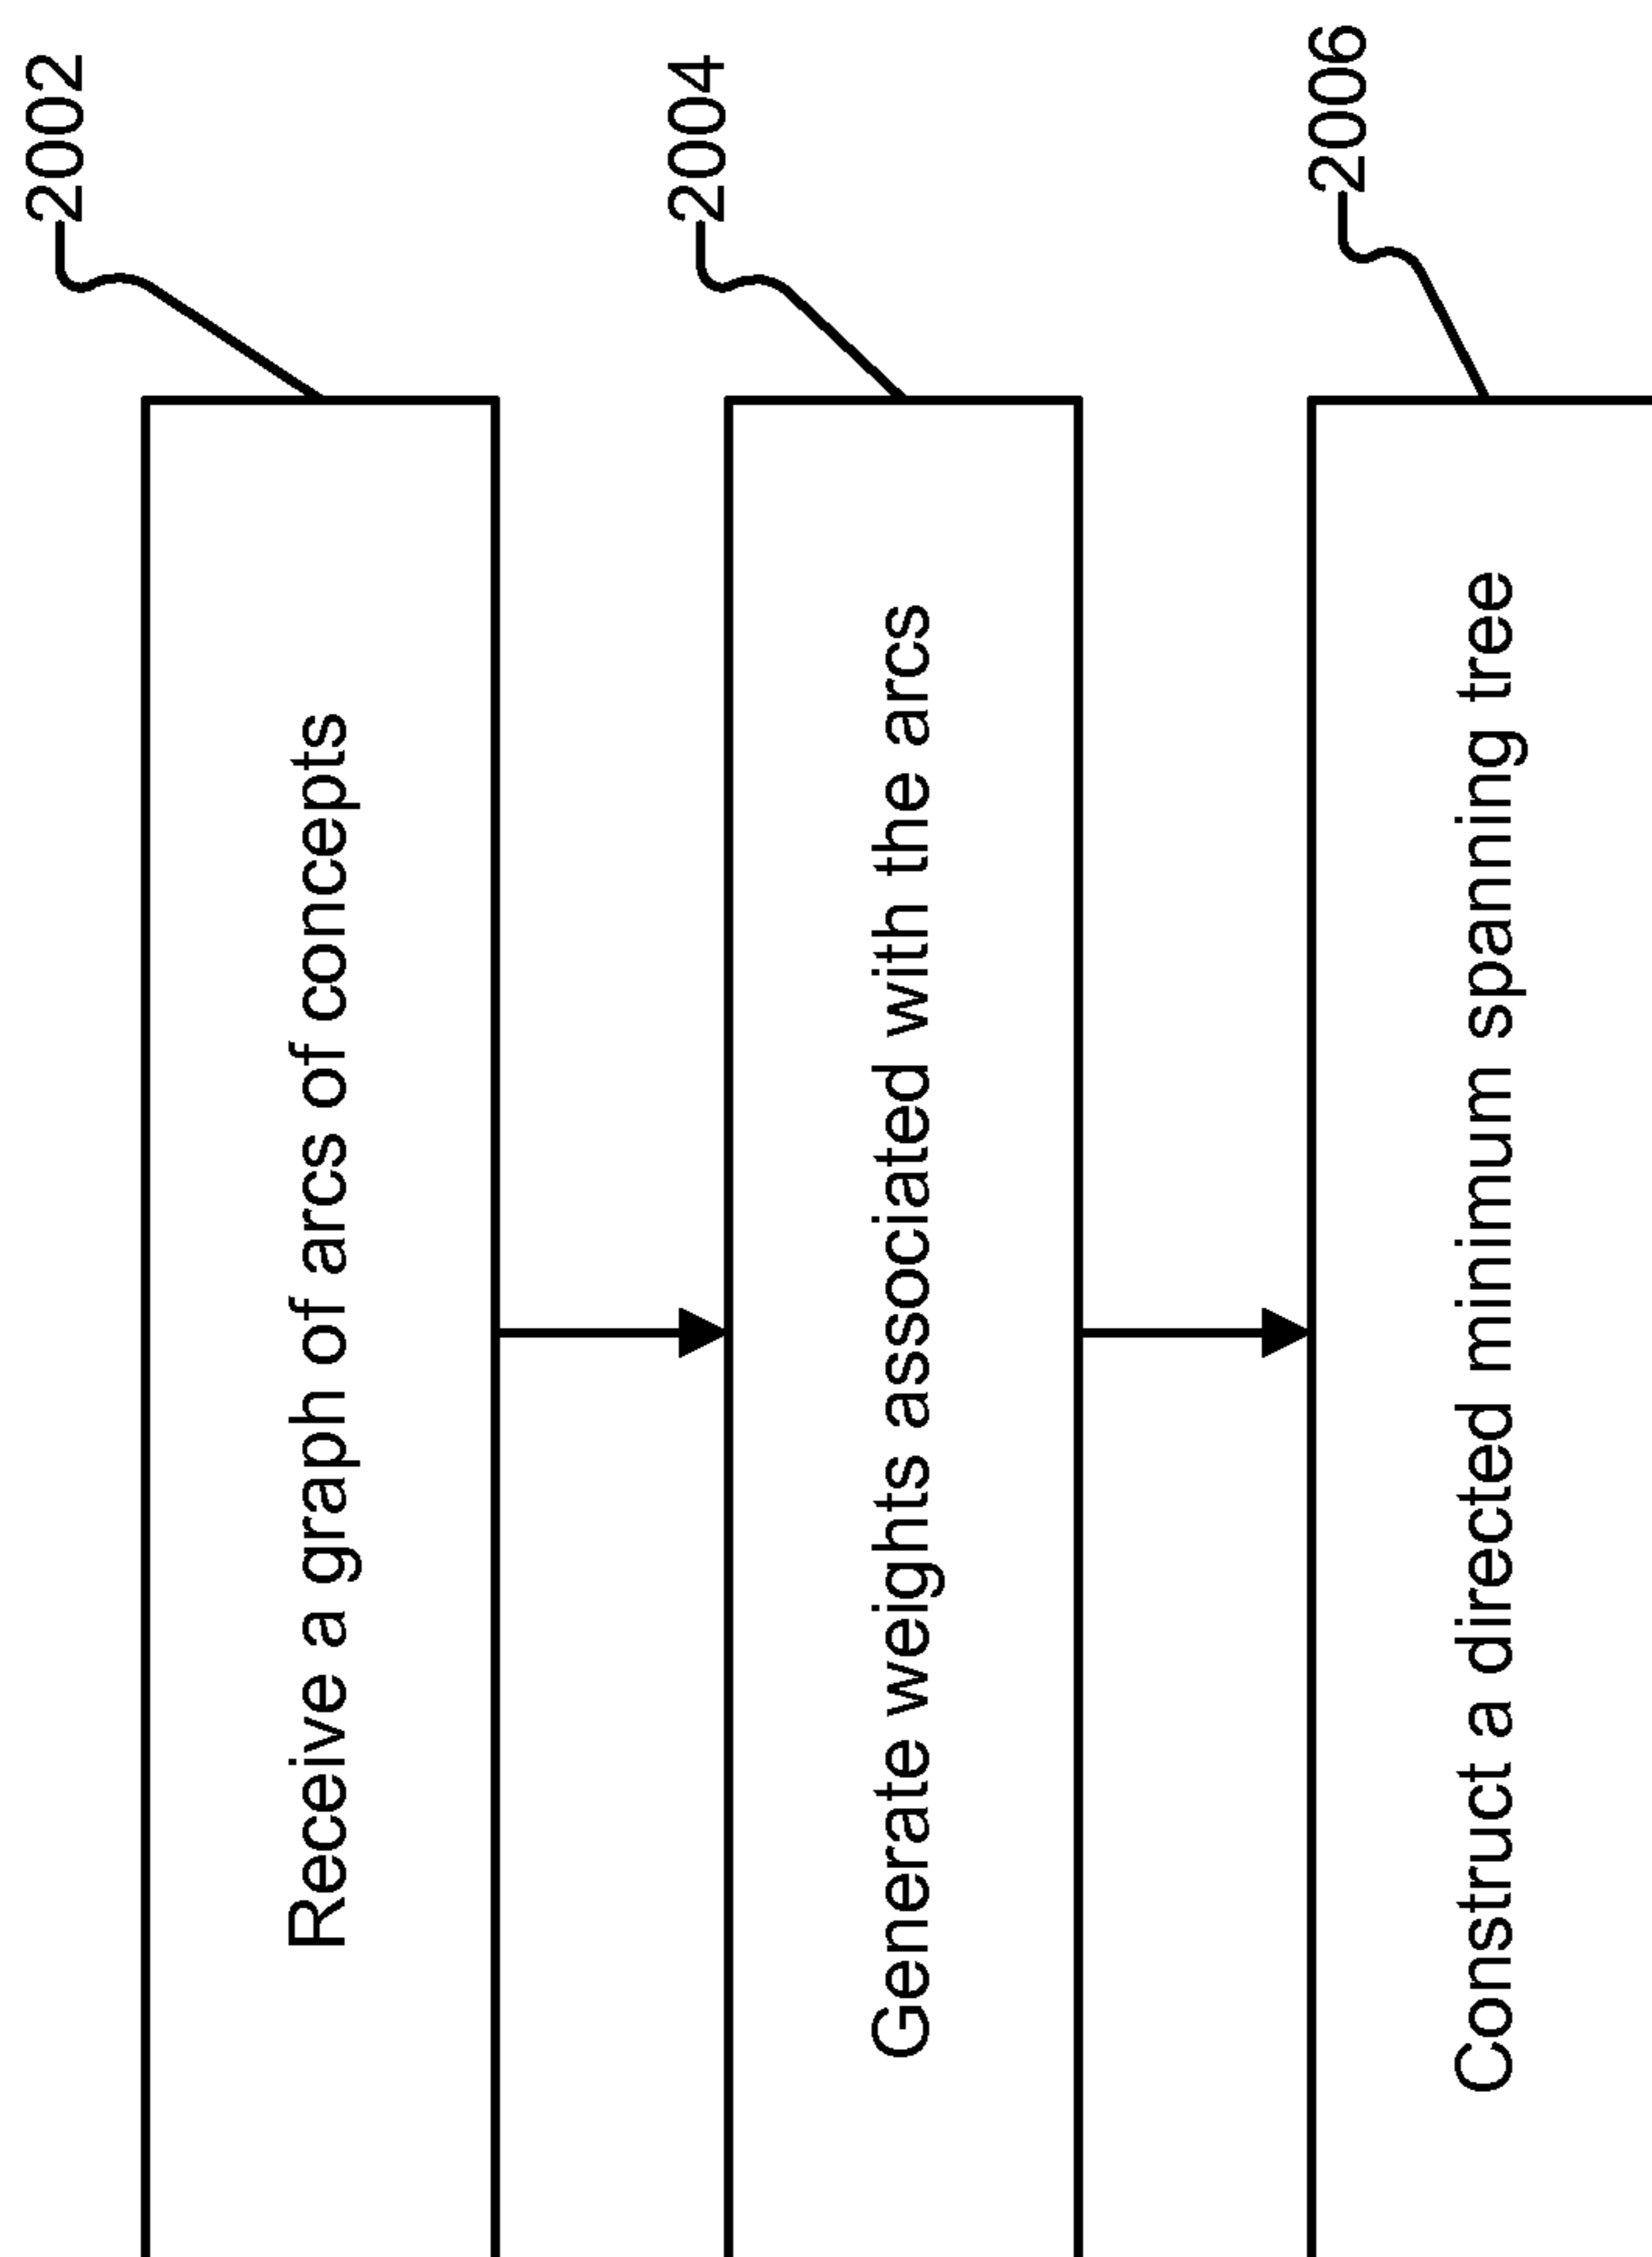 2002
Receive a graph of arcs of concepts
2004
Generate weights associated with the arcs
2006
Construct a directed minimum spanning tree